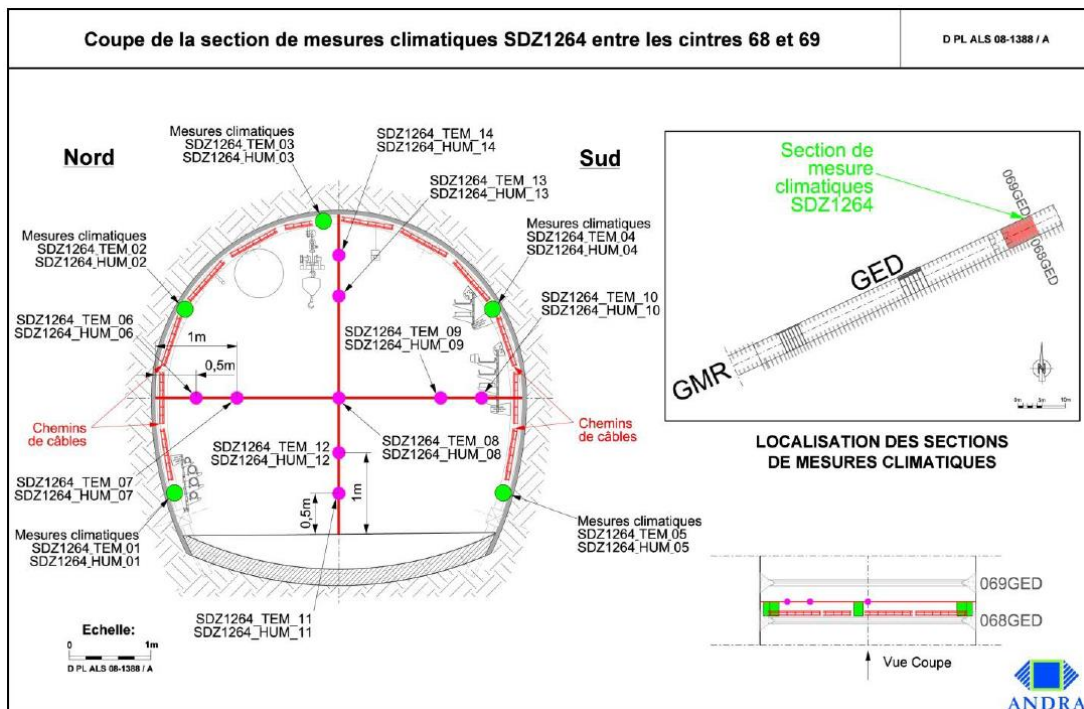 Coupe de la section de mesures climatiques SDZ1264 entre les cintres 68 et 69
D PL ALS 08-1388 / A
Nord
Sud
Mesures climatiques
SDZ1264_TEM_03
SDZ1264_HUM_03
SDZ1264_TEM_14
SDZ1264_HUM_14
SDZ1264_TEM_13
SDZ1264_HUM_13
Mesures climatiques
SDZ1264_TEM_02
SDZ1264_HUM_02
Mesures climatiques
SDZ1264_TEM_04
SDZ1264_HUM_04
SDZ1264_TEM_06
SDZ1264_HUM_06
1m
0,5m
SDZ1264_TEM_09
SDZ1264_HUM_09
SDZ1264_TEM_10
SDZ1264_HUM_10
Chemins
de câbles
Chemins
de câbles
SDZ1264_TEM_12
SDZ1264_HUM_12
SDZ1264_TEM_08
SDZ1264_HUM_08
SDZ1264_TEM_07
SDZ1264_HUM_07
0,5m
1m
Mesures climatiques
SDZ1264_TEM_01
SDZ1264_HUM_01
Mesures climatiques
SDZ1264_TEM_05
SDZ1264_HUM_05
SDZ1264_TEM_11
SDZ1264_HUM_11
Echelle:
0 1m
D PL ALS 08-1388 / A
Section de
mesure
climatiques
SDZ1264
069GED
068GED
GED
GMR
N
0m 5m 10m
LOCALISATION DES SECTIONS
DE MESURES CLIMATIQUES
069GED
068GED
Vue Coupe
ANDRA